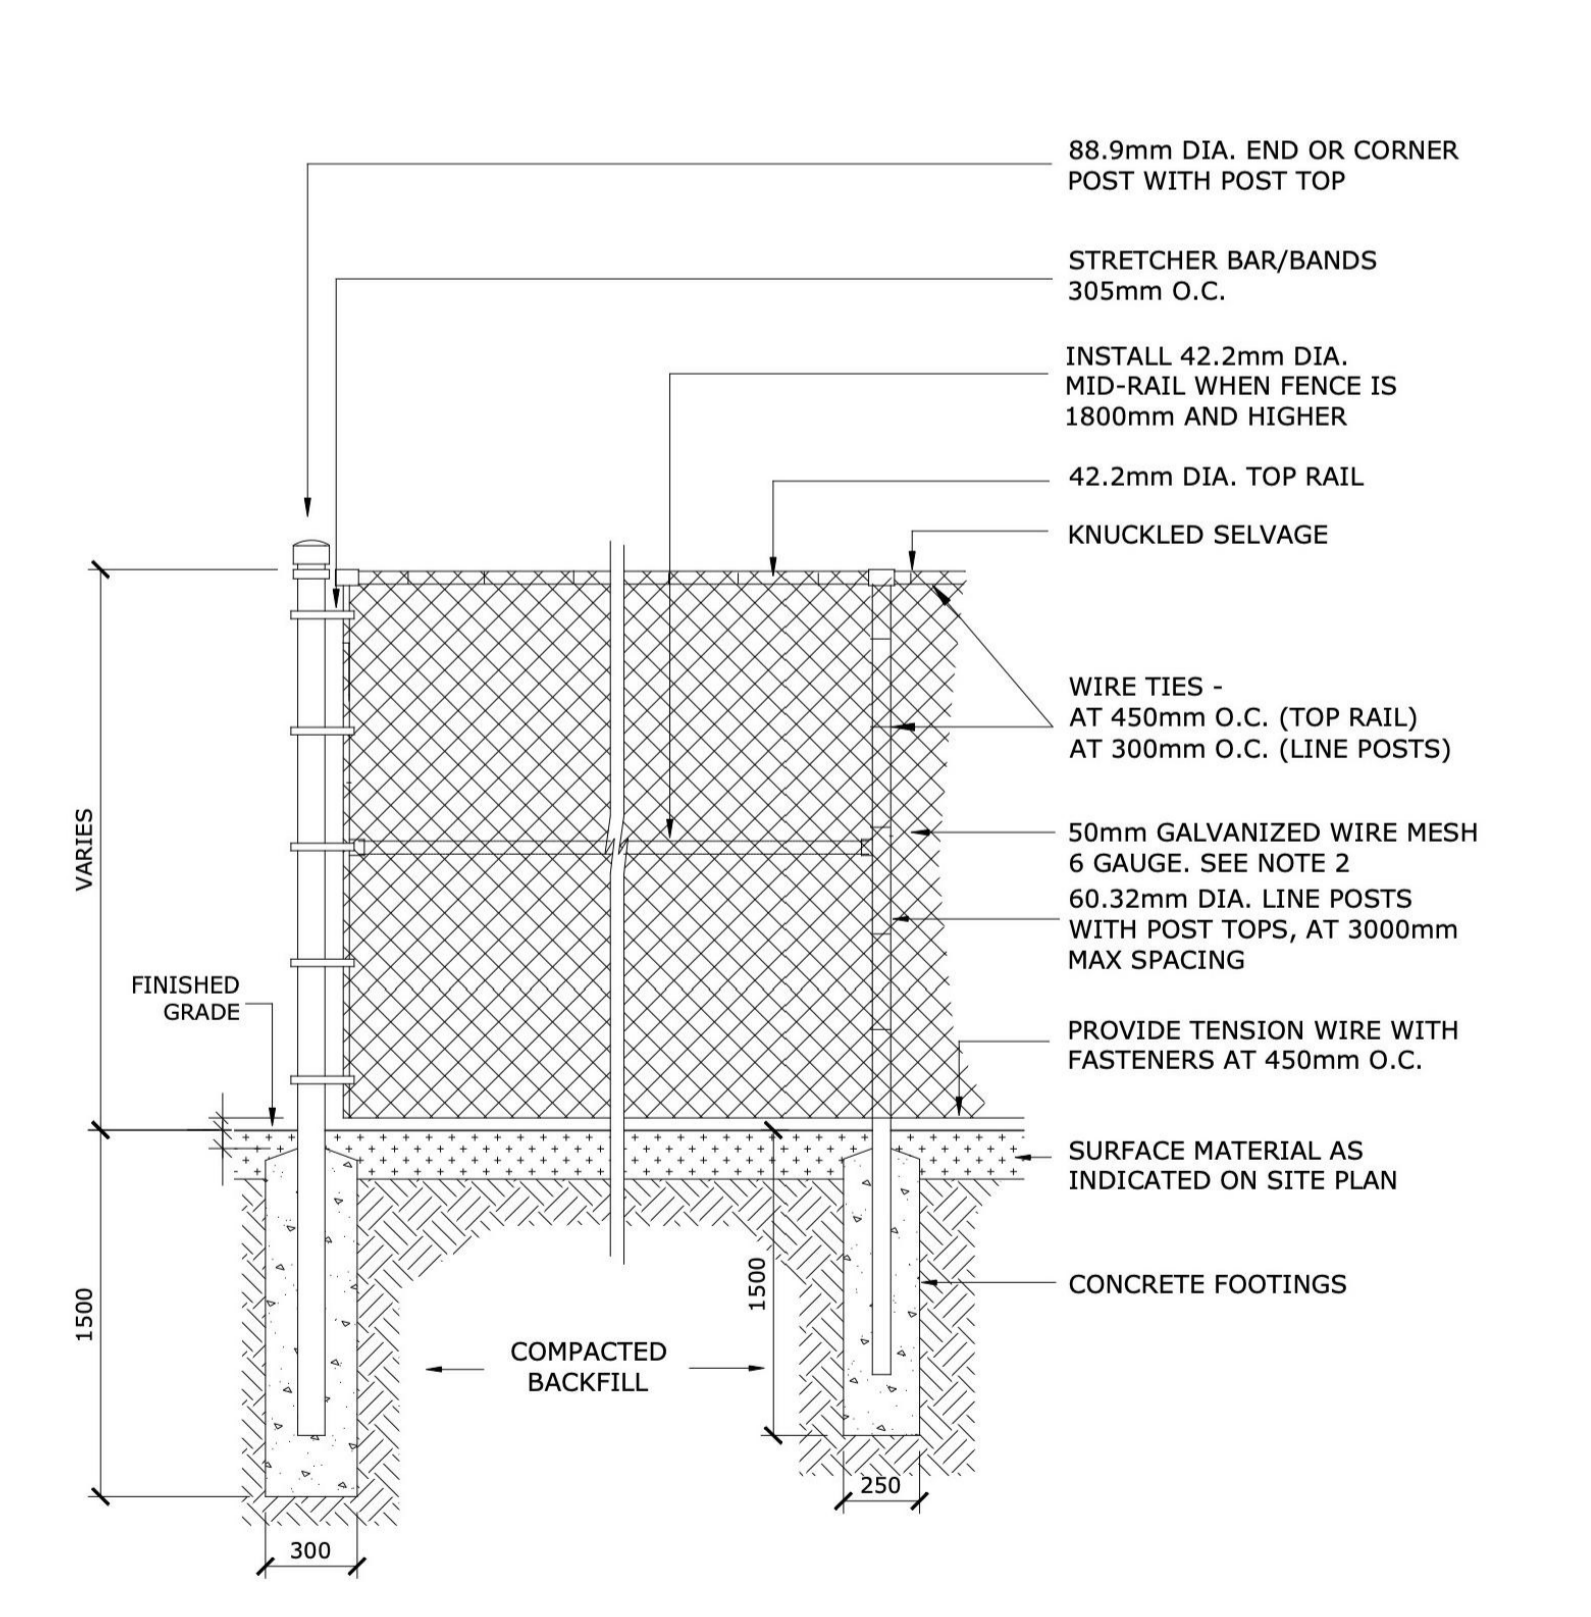 88.9mm DIA. END OR CORNER
POST WITH POST TOP
STRETCHER BAR/BANDS
305mm O.C.
INSTALL 42.2mm DIA.
MID-RAIL WHEN FENCE IS
1800mm AND HIGHER
42.2mm DIA. TOP RAIL
KNUCKLED SELVAGE
WIRE TIES -
AT 450mm O.C. (TOP RAIL)
AT 300mm O.C. (LINE POSTS)
50mm GALVANIZED WIRE MESH
6 GAUGE. SEE NOTE 2
60.32mm DIA. LINE POSTS
WITH POST TOPS, AT 3000mm
MAX SPACING
PROVIDE TENSION WIRE WITH
FASTENERS AT 450mm O.C.
SURFACE MATERIAL AS
INDICATED ON SITE PLAN
CONCRETE FOOTINGS
VARIES
FINISHED
GRADE
1500
1500
COMPACTED
BACKFILL
250
300